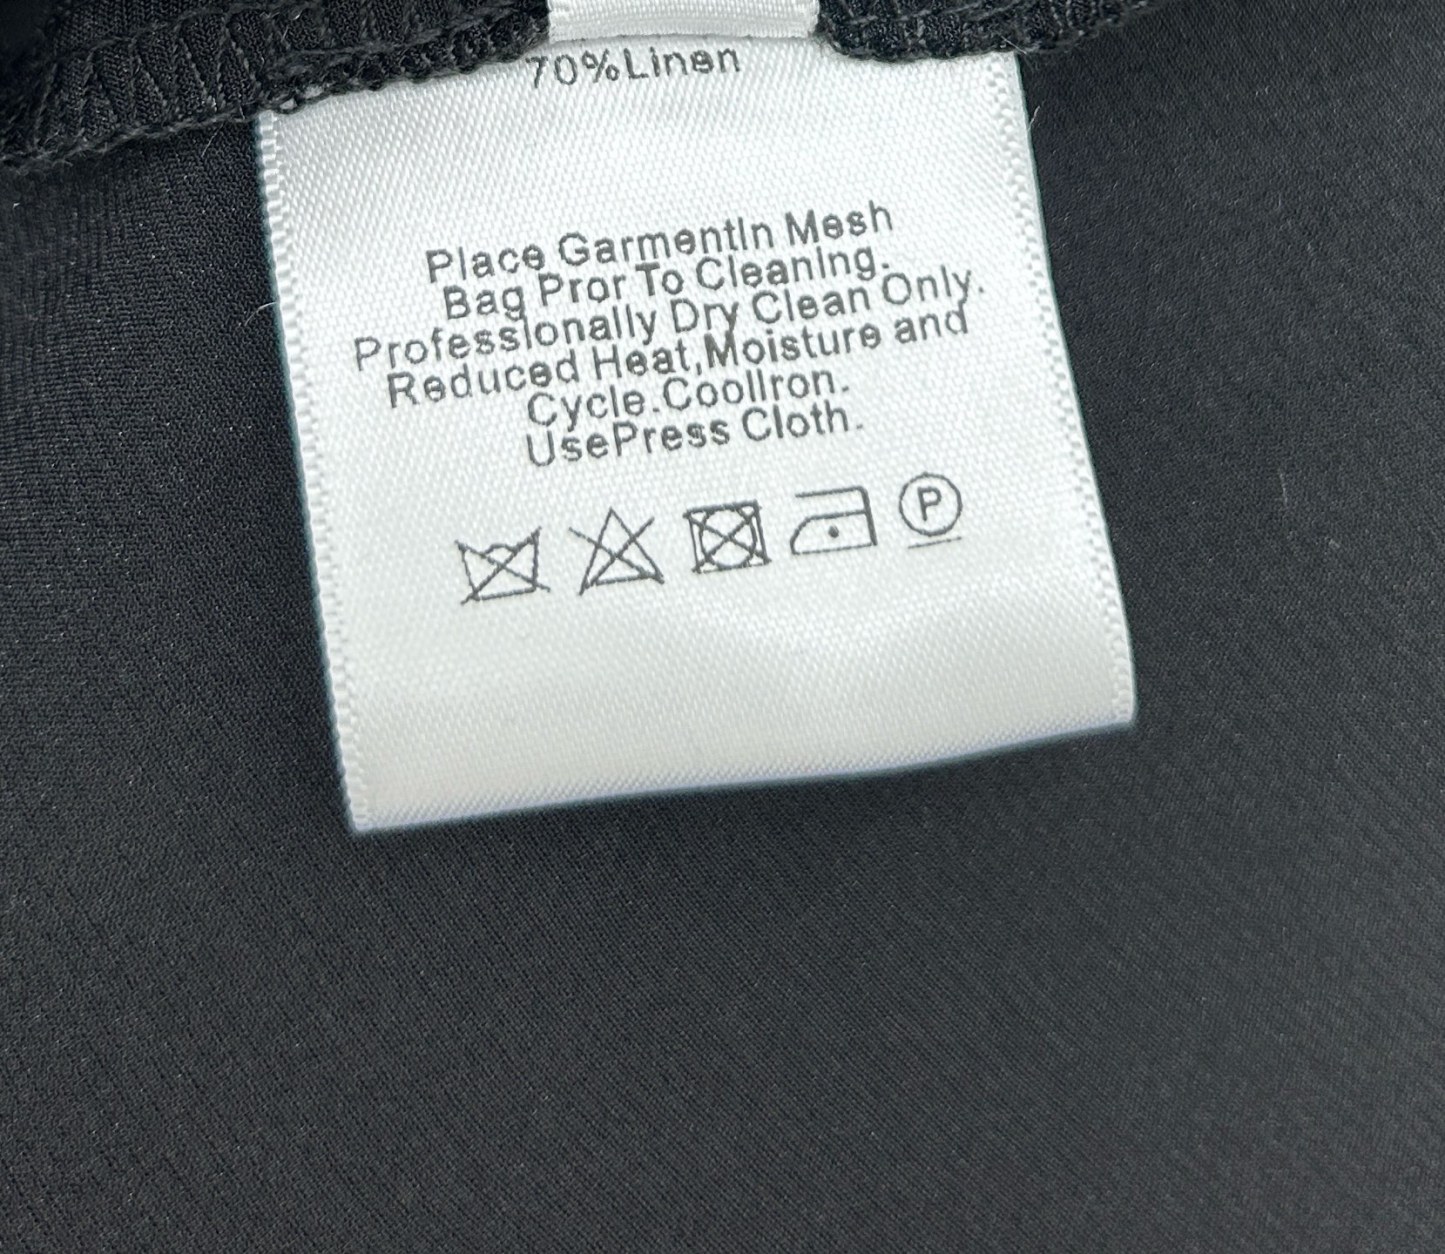 70%Linen
Place GarmentIn Mesh
Bag Pror To Cleaning.
Professionally Dry Clean Only.
Reduced Heat,Moisture and
Cycle.CoolIron.
UsePress Cloth.
P